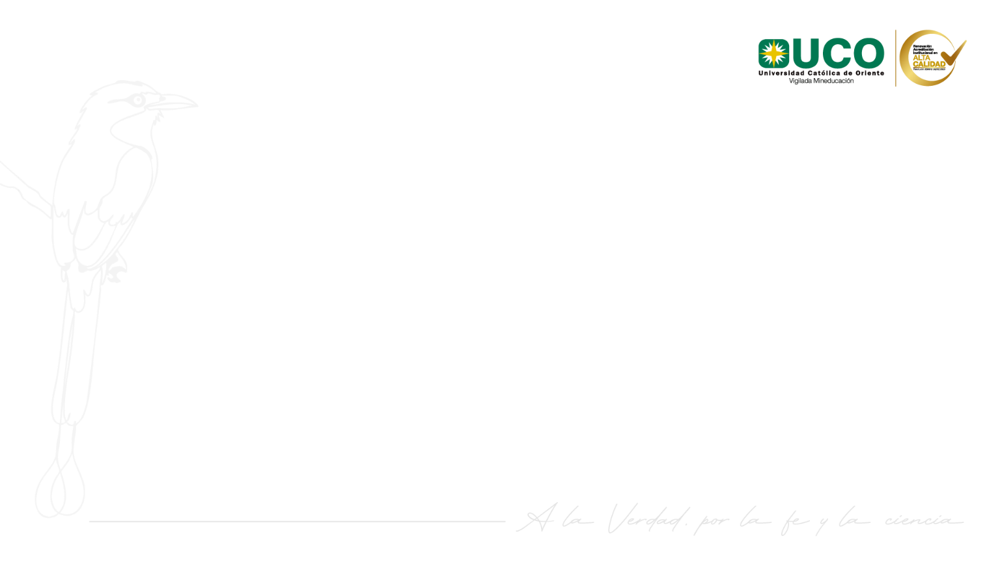 UCO
Universidad Católica de Oriente
Vigilada Mineducación
Renovación
Acreditación
Institucional en
ALTA
CALIDAD
A la Verdad. por la fe y la ciencia